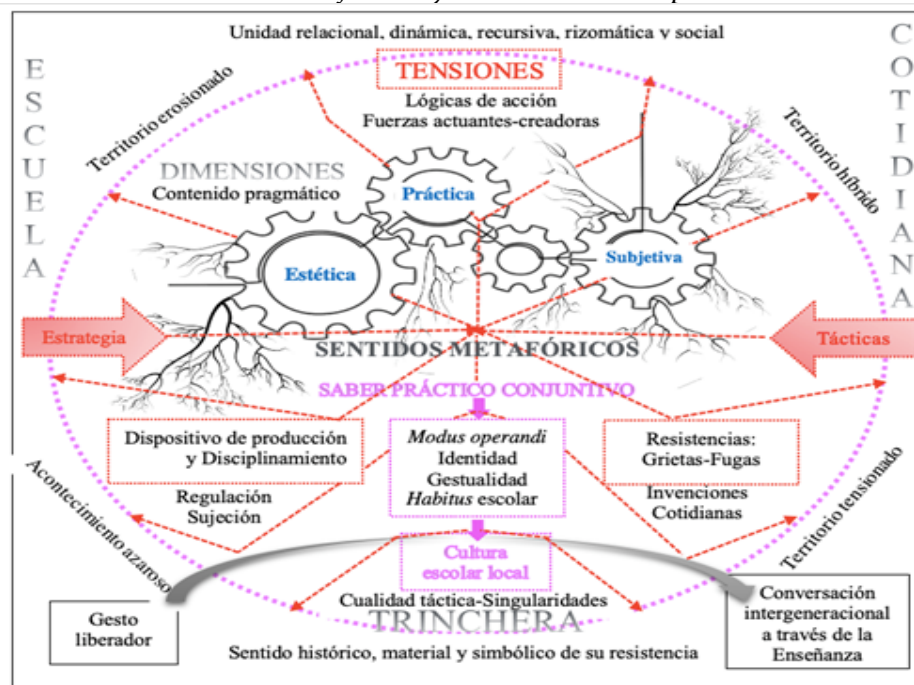 Unidad relacional, dinámica, recursiva, rizomática y social
ESCUELA
COTIDIANA
TENSIONES
Lógicas de acción
Fuerzas actuantes-creadoras
Territorio erosionado
Territorio híbrido
DIMENSIONES
Contenido pragmático
Práctica
Estética
Subjetiva
Estrategia
Tácticas
SENTIDOS METAFÓRICOS
SABER PRÁCTICO CONJUNTIVO
Dispositivo de producción
y Disciplinamiento
Regulación
Sujeción
Modus operandi
Identidad
Gestualidad
Habitus escolar
Resistencias:
Grietas-Fugas
Invenciones
Cotidianas
Acontecimiento azaroso
Territorio tensionado
Cultura
escolar local
Cualidad táctica-Singularidades
TRINCHERA
Sentido histórico, material y simbólico de su resistencia
Gesto
liberador
Conversación
intergeneracional
a través de la
Enseñanza